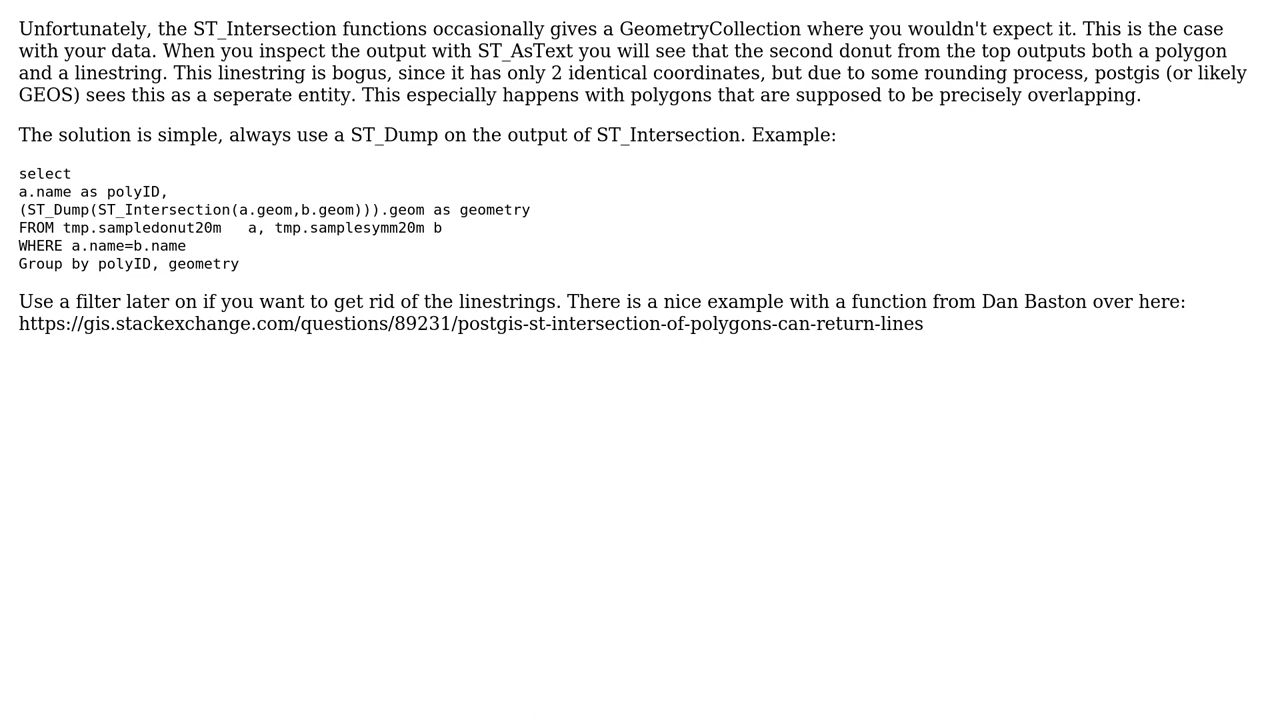 Unfortunately, the ST_Intersection functions occasionally gives a GeometryCollection where you wouldn't expect it. This is the case
with your data. When you inspect the output with ST_AsText you will see that the second donut from the top outputs both a polygon
and a linestring. This linestring is bogus, since it has only 2 identical coordinates, but due to some rounding process, postgis (or likely
GEOS) sees this as a seperate entity. This especially happens with polygons that are supposed to be precisely overlapping.
The solution is simple, always use a ST_Dump on the output of ST_Intersection. Example:
select
a.name as polyID,
(ST_Dump(ST_Intersection(a.geom,b.geom))).geom as geometry
FROM tmp.sampledonut20m   a, tmp.samplesymm20m b
WHERE a.name=b.name
Group by polyID, geometry
Use a filter later on if you want to get rid of the linestrings. There is a nice example with a function from Dan Baston over here:
https://gis.stackexchange.com/questions/89231/postgis-st-intersection-of-polygons-can-return-lines